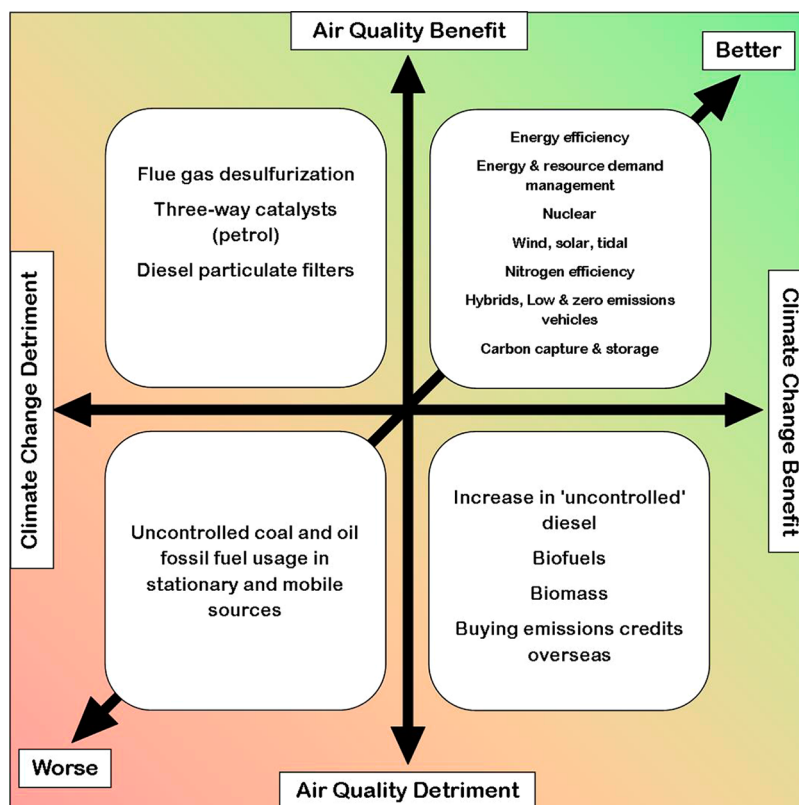 Air Quality Benefit
Better
Flue gas desulfurization
Three-way catalysts
(petrol)
Diesel particulate filters
Energy efficiency
Energy & resource demand
management
Nuclear
Wind, solar, tidal
Nitrogen efficiency
Hybrids, Low & zero emissions
vehicles
Carbon capture & storage
Climate Change Detriment
Climate Change Benefit
Uncontrolled coal and oil
fossil fuel usage in
stationary and mobile
sources
Increase in 'uncontrolled'
diesel
Biofuels
Biomass
Buying emissions credits
overseas
Worse
Air Quality Detriment